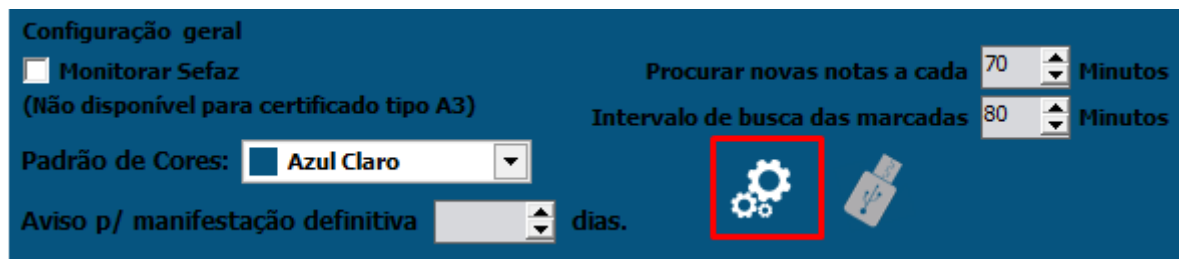 Configuração geral
Monitorar Sefaz
(Não disponível para certificado tipo A3)
Procurar novas notas a cada 70 Minutos
Intervalo de busca das marcadas 80 Minutos
Padrão de Cores: Azul Claro
Aviso p/ manifestação definitiva dias.